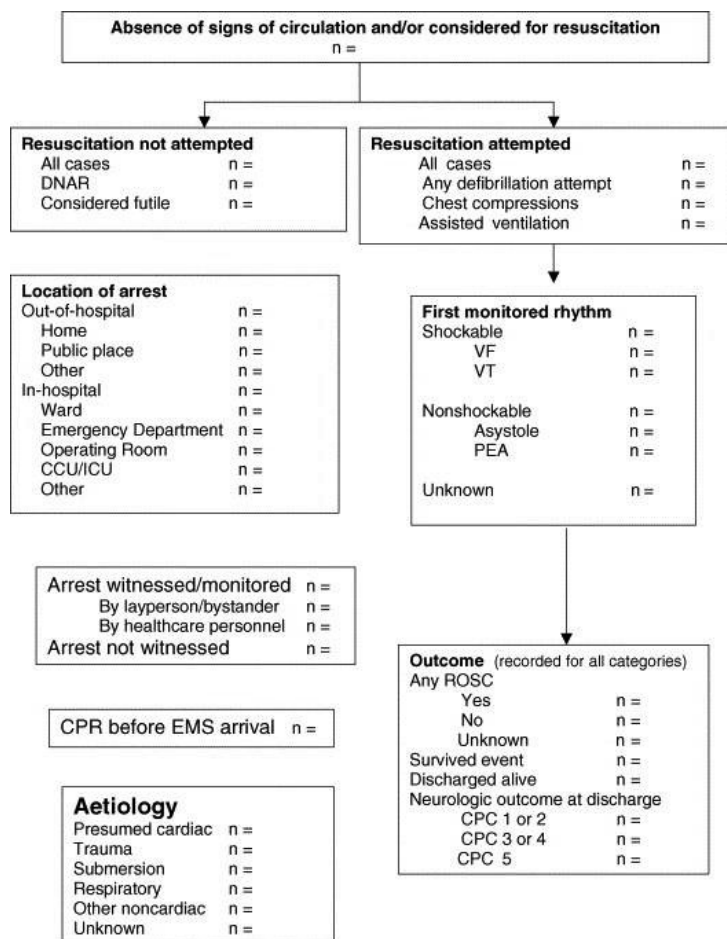 Absence of signs of circulation and/or considered for resuscitation
n =
Resuscitation not attempted
All cases n =
DNAR n =
Considered futile n =
Resuscitation attempted
All cases n =
Any defibrillation attempt n =
Chest compressions n =
Assisted ventilation n =
Location of arrest
Out-of-hospital n =
Home n =
Public place n =
Other n =
In-hospital n =
Ward n =
Emergency Department n =
Operating Room n =
CCU/ICU n =
Other n =
First monitored rhythm
Shockable n =
VF n =
VT n =
Nonshockable n =
Asystole n =
PEA n =
Unknown n =
Arrest witnessed/monitored n =
By layperson/bystander n =
By healthcare personnel n =
Arrest not witnessed n =
CPR before EMS arrival n =
Aetiology
Presumed cardiac n =
Trauma n =
Submersion n =
Respiratory n =
Other noncardiac n =
Unknown n =
Outcome (recorded for all categories)
Any ROSC
Yes n =
No n =
Unknown n =
Survived event n =
Discharged alive n =
Neurologic outcome at discharge
CPC 1 or 2 n =
CPC 3 or 4 n =
CPC 5 n =